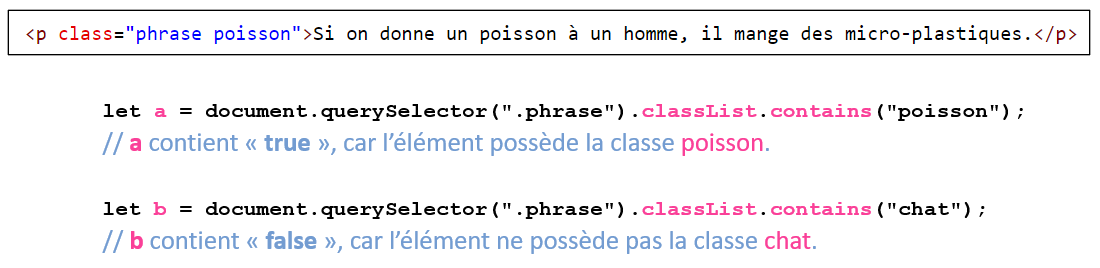 <p class="phrase poisson">Si on donne un poisson à un homme, il mange des micro-plastiques.</p>
let a = document.querySelector(".phrase").classList.contains("poisson");
// a contient « true », car l’élément possède la classe poisson.
let b = document.querySelector(".phrase").classList.contains("chat");
// b contient « false », car l’élément ne possède pas la classe chat.